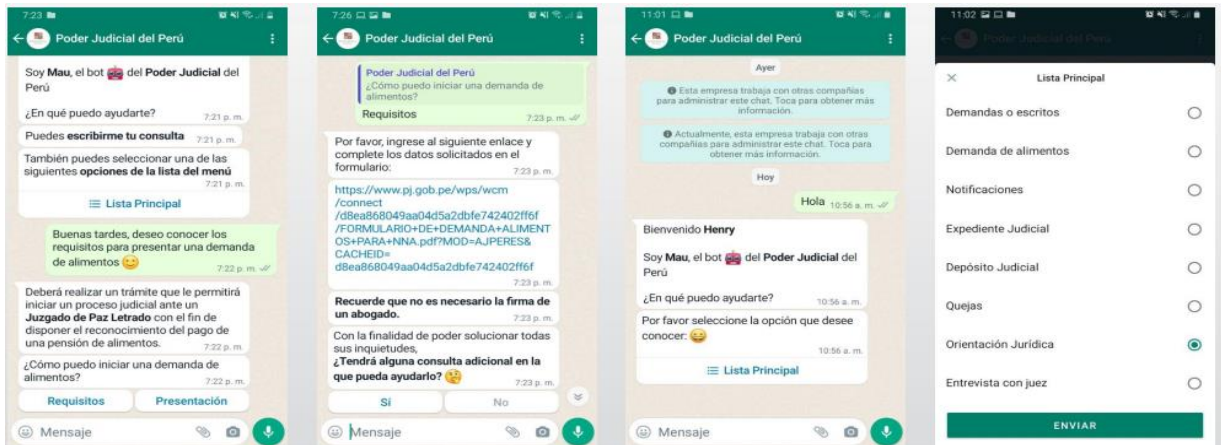 7:23
Poder Judicial del Perú
Soy Mau, el bot del Poder Judicial del
Perú
¿En qué puedo ayudarte?
7:21 p. m.
Puedes escribirme tu consulta 7:21 p. m.
También puedes seleccionar una de las
siguientes opciones de la lista del menú
7:21 p. m.
Lista Principal
Buenas tardes, deseo conocer los
requisitos para presentar una demanda
de alimentos
7:22 p. m.
Deberá realizar un trámite que le permitirá
iniciar un proceso judicial ante un
Juzgado de Paz Letrado con el fin de
disponer el reconocimiento del pago de
una pensión de alimentos. 7:22 p. m.
¿Cómo puedo iniciar una demanda de
alimentos? 7:22 p. m.
Requisitos Presentación
Mensaje
7:26
Poder Judicial del Perú
Poder Judicial del Perú
¿Cómo puedo iniciar una demanda de
alimentos?
Requisitos 7:23 p. m.
Por favor, ingrese al siguiente enlace y
complete los datos solicitados en el
formulario: 7:23 p. m.
https://www.pj.gob.pe/wps/wcm
/connect
/d8ea868049aa04d5a2dbfe742402ff6f
/FORMULARIO+DE+DEMANDA+ALIMENT
OS+PARA+NNA.pdf?MOD=AJPERES&
CACHEID=
d8ea868049aa04d5a2dbfe742402ff6f
7:23 p. m.
Recuerde que no es necesario la firma de
un abogado. 7:23 p. m.
Con la finalidad de poder solucionar todas
sus inquietudes,
¿Tendrá alguna consulta adicional en la
que pueda ayudarlo? 7:23 p. m.
Sí No
Mensaje
11:01
Poder Judicial del Perú
Ayer
Esta empresa trabaja con otras compañías
para administrar este chat. Toca para obtener más
información.
Actualmente, esta empresa trabaja con otras
compañías para administrar este chat. Toca para
obtener más información.
Hoy
Hola 10:56 a. m.
Bienvenido Henry
Soy Mau, el bot del Poder Judicial del
Perú
¿En qué puedo ayudarte? 10:56 a. m.
Por favor seleccione la opción que desee
conocer:
10:56 a. m.
Lista Principal
Mensaje
11:02
Poder Judicial del Perú
Lista Principal
Demandas o escritos
Demanda de alimentos
Notificaciones
Expediente Judicial
Depósito Judicial
Quejas
Orientación Jurídica
Entrevista con juez
ENVIAR